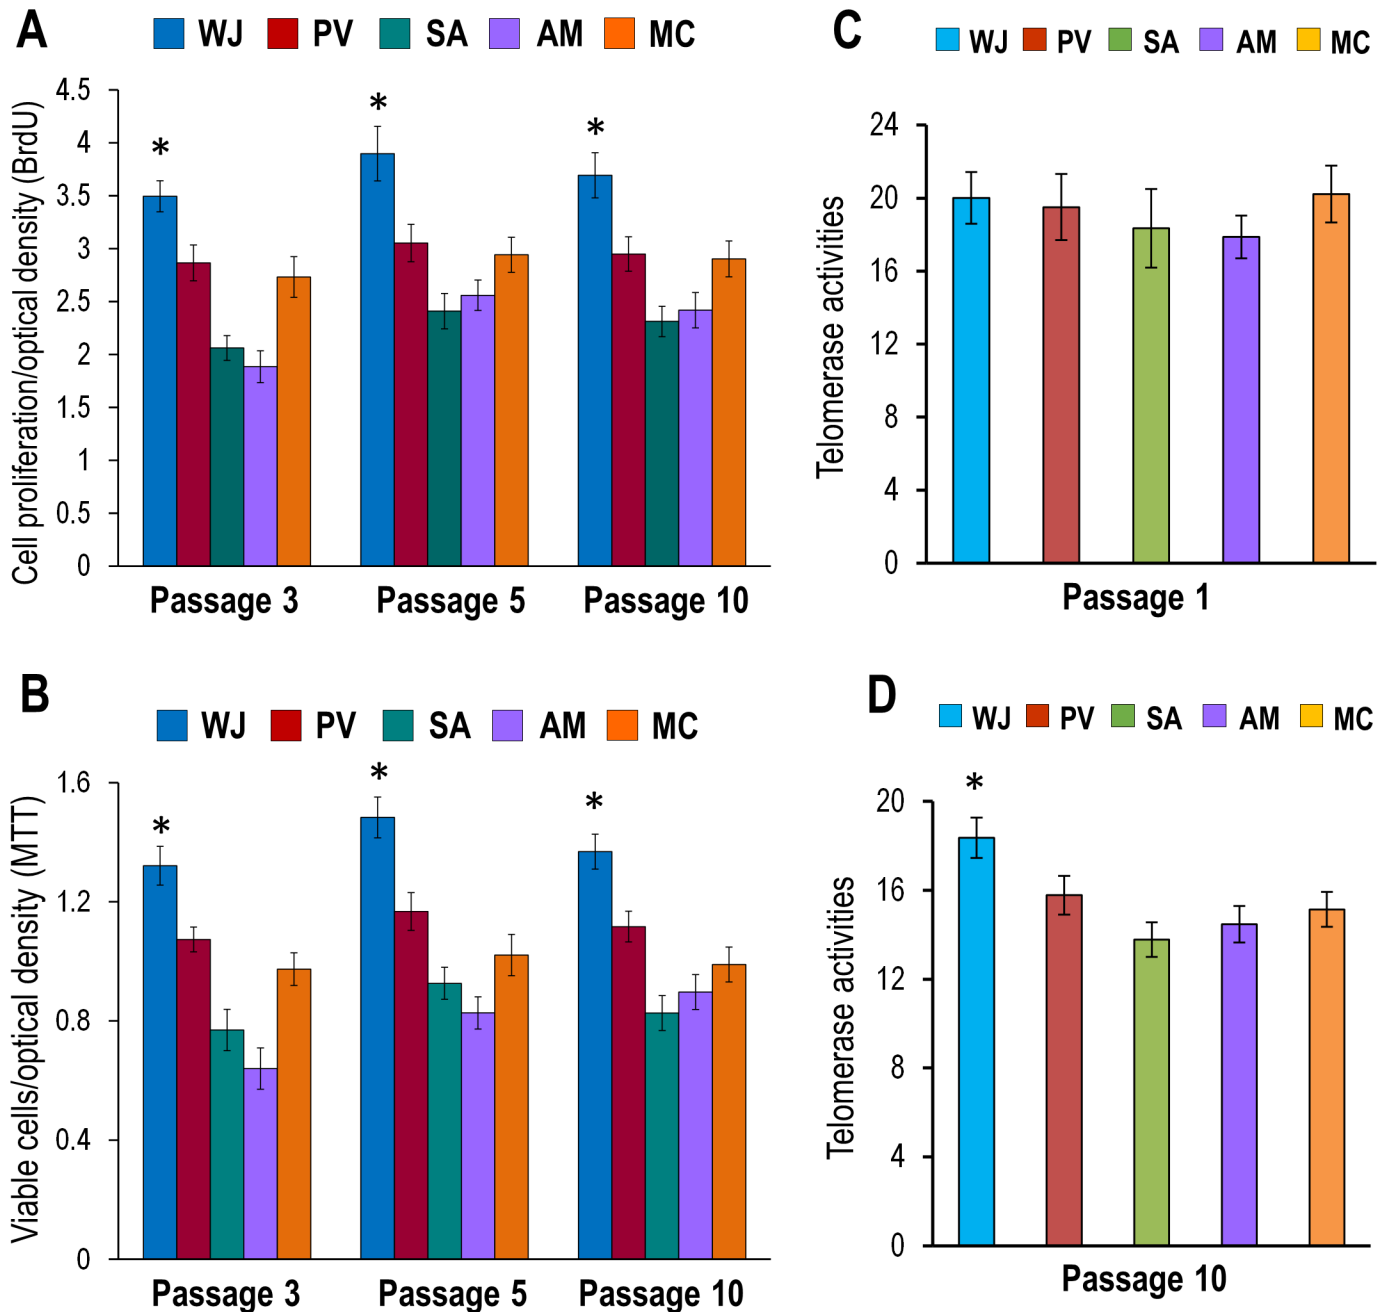 A
WJ PV SA AM MC
Cell proliferation/optical density (BrdU)
4.5
4
3.5
3
2.5
2
1.5
1
0.5
0
* * *
Passage 3 Passage 5 Passage 10
C
WJ PV SA AM MC
Telomerase activities
24
20
16
12
8
4
0
Passage 1
B
WJ PV SA AM MC
Viable cells/optical density (MTT)
1.6
1.2
0.8
0.4
0
* * *
Passage 3 Passage 5 Passage 10
D
WJ PV SA AM MC
Telomerase activities
20
16
12
8
4
0
*
Passage 10